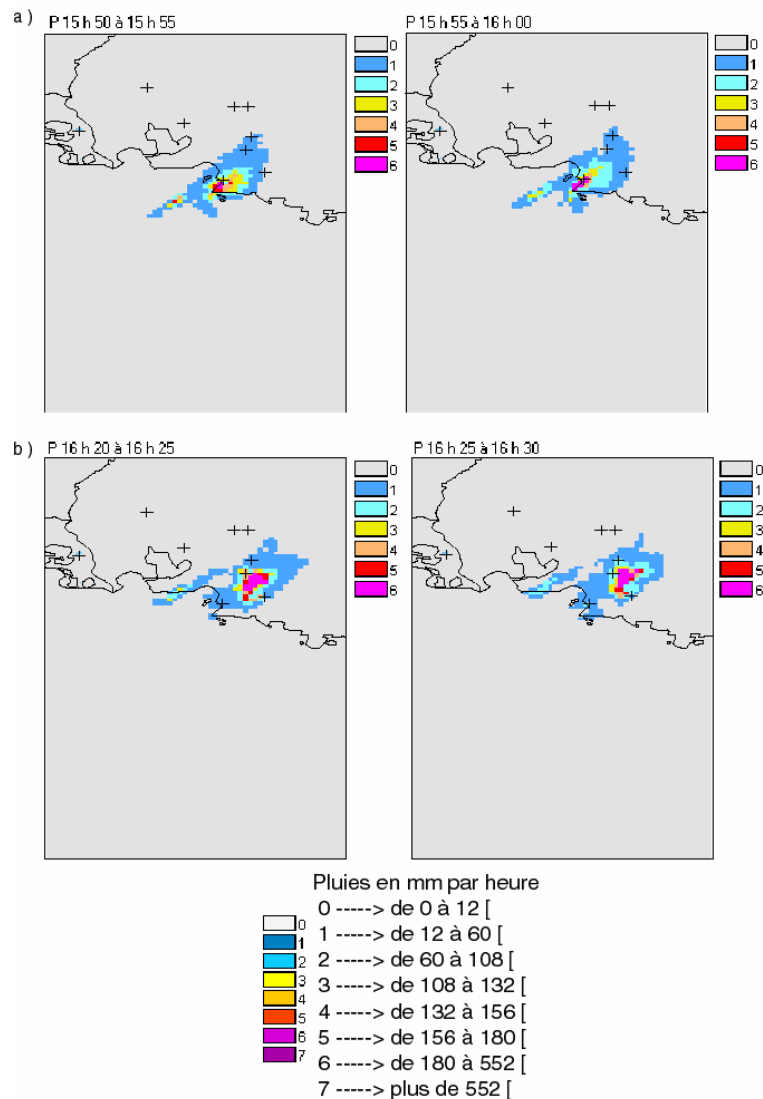 a )
P 15 h 50 à 15 h 55
0
1
2
3
4
5
6
P 15 h 55 à 16 h 00
0
1
2
3
4
5
6
b )
P 16 h 20 à 16 h 25
0
1
2
3
4
5
6
P 16 h 25 à 16 h 30
0
1
2
3
4
5
6
Pluies en mm par heure
0
1
2
3
4
5
6
7
0 -----> de 0 à 12 [
1 -----> de 12 à 60 [
2 -----> de 60 à 108 [
3 -----> de 108 à 132 [
4 -----> de 132 à 156 [
5 -----> de 156 à 180 [
6 -----> de 180 à 552 [
7 -----> plus de 552 [